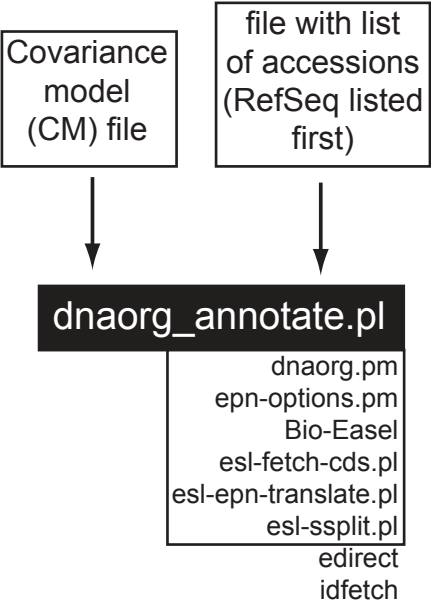 Covariance
model
(CM) file
file with list
of accessions
(RefSeq listed
first)
dnaorg_annotate.pl
dnaorg.pm
epn-options.pm
Bio-Easel
esl-fetch-cds.pl
esl-epn-translate.pl
esl-ssplit.pl
edirect
idfetch